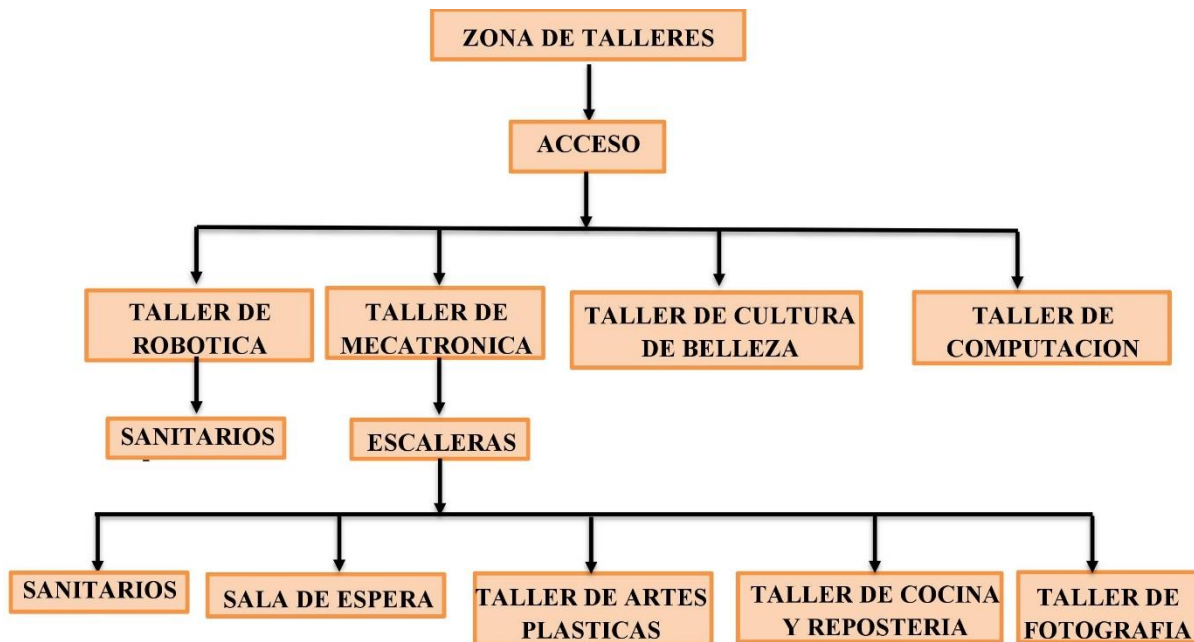 ZONA DE TALLERES
ACCESO
TALLER DE
ROBOTICA
TALLER DE
MECATRONICA
TALLER DE CULTURA
DE BELLEZA
TALLER DE
COMPUTACION
SANITARIOS
ESCALERAS
SANITARIOS
SALA DE ESPERA
TALLER DE ARTES
PLASTICAS
TALLER DE COCINA
Y REPOSTERIA
TALLER DE
FOTOGRAFIA